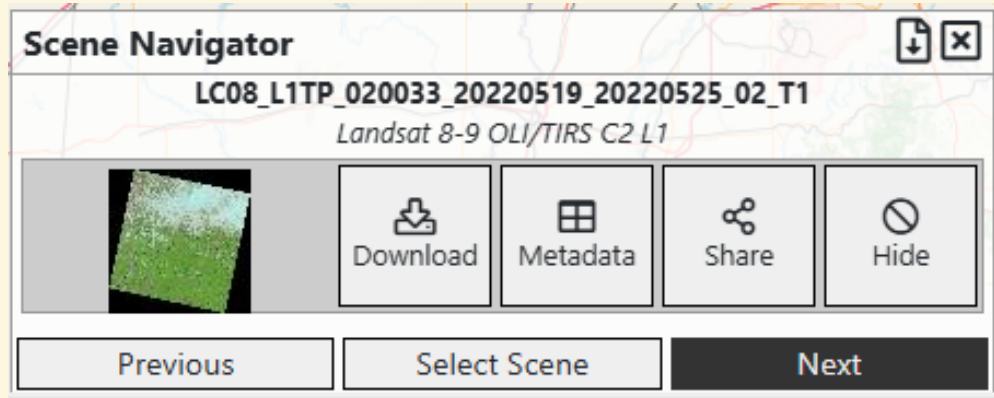 Scene Navigator
LC08_L1TP_020033_20220519_20220525_02_T1
Landsat 8-9 OLI/TIRS C2 L1
Download Metadata Share Hide
Previous Select Scene Next